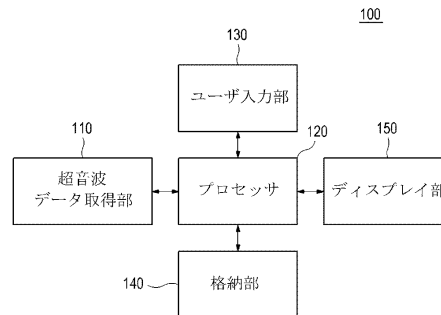 100
130
ユーザ入力部
110
120
150
超音波
データ取得部
プロセッサ
ディスプレイ部
140
格納部